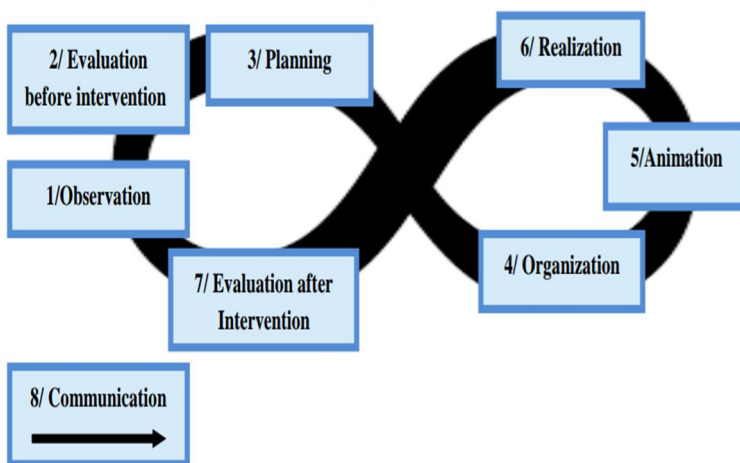 2/ Evaluation
before intervention
3/ Planning
6/ Realization
5/Animation
1/Observation
4/ Organization
7/ Evaluation after
Intervention
8/ Communication